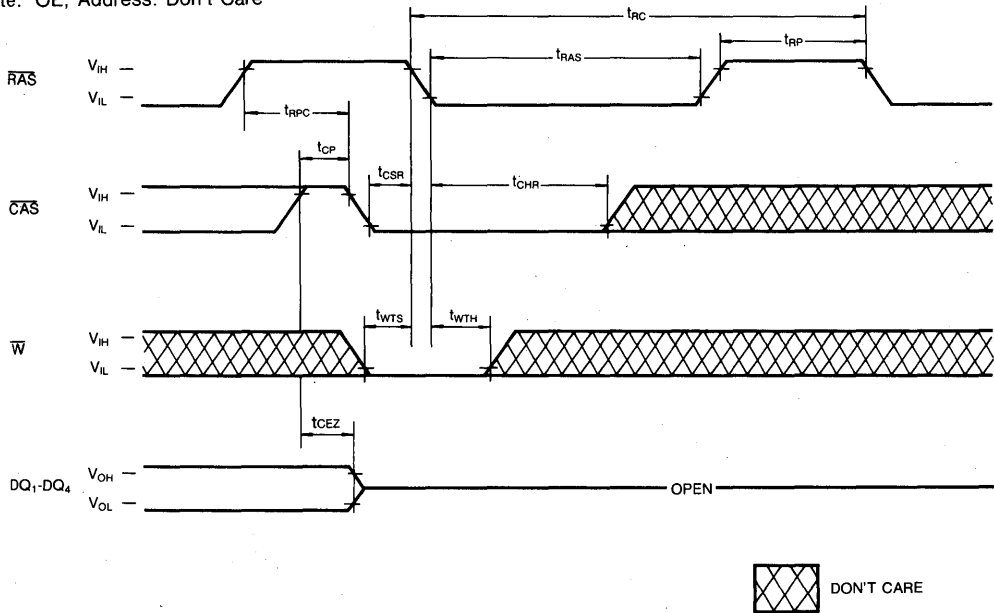 te: OE, Address: Don't Care
tRC
tRP
tRAS
RAS
VIH
VIL
tRPC
tCP
tCSR
tCHR
CAS
VIH
VIL
tWTS
tWTH
W
VIH
VIL
tCEZ
DQ1-DQ4
VOH
VOL
OPEN
DON'T CARE